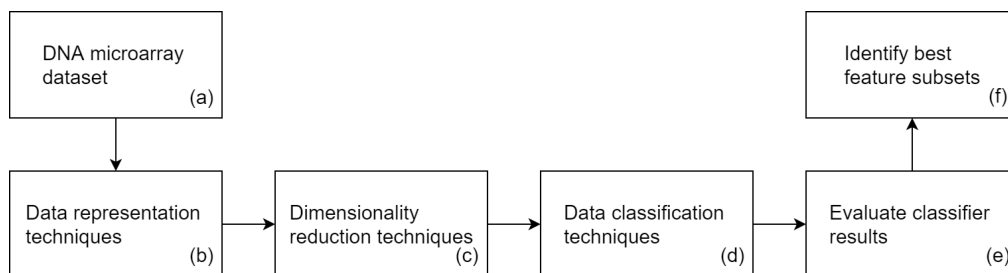 DNA microarray
dataset
(a)
Data representation
techniques
(b)
Dimensionality
reduction techniques
(c)
Data classification
techniques
(d)
Evaluate classifier
results
(e)
Identify best
feature subsets
(f)